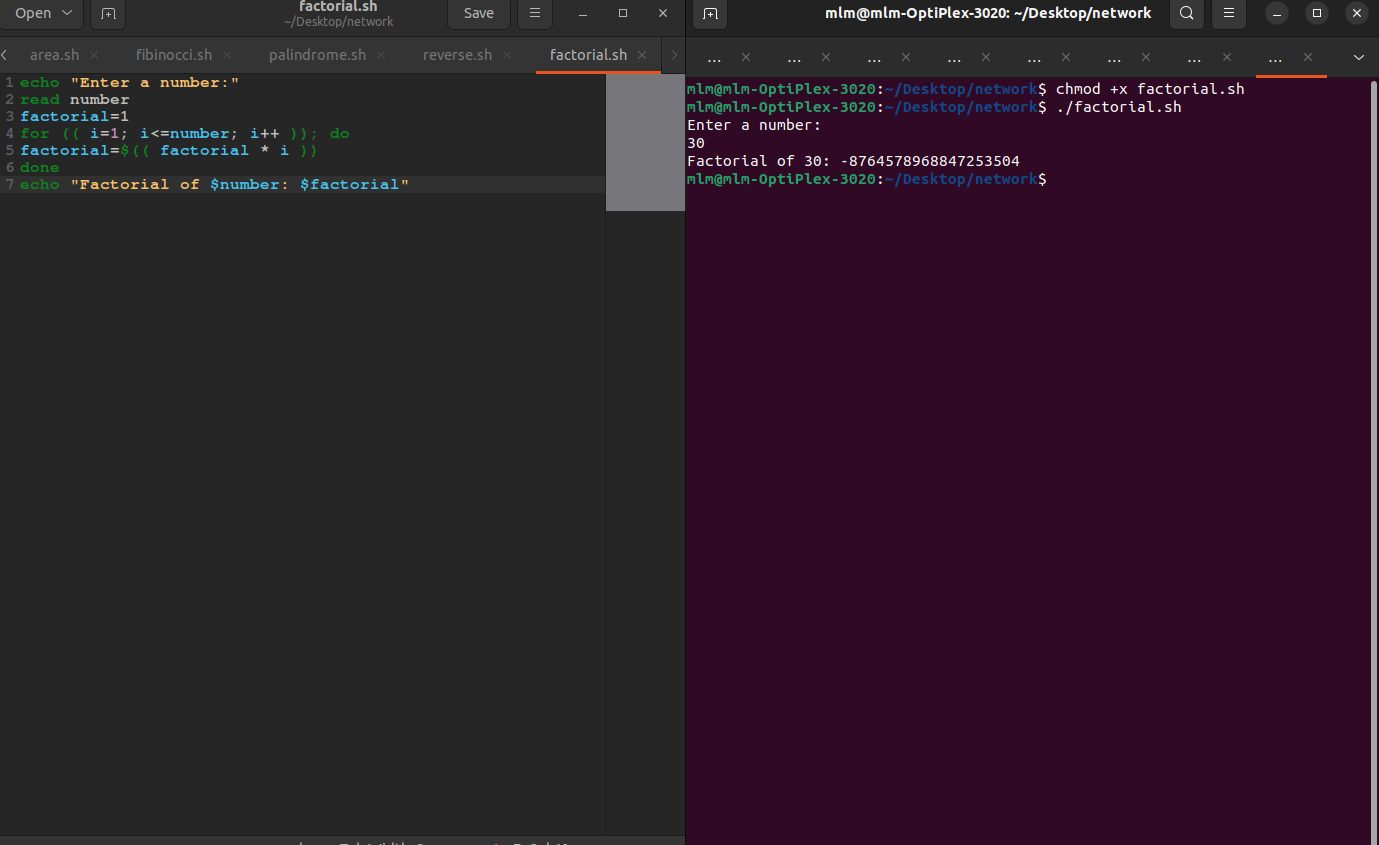 Open
factorial.sh
~/Desktop/network
Save
area.sh
fibinocci.sh
palindrome.sh
reverse.sh
factorial.sh
1 echo "Enter a number:"
2 read number
3 factorial=1
4 for (( i=1; i<=number; i++ )); do
5 factorial=$(( factorial * i ))
6 done
7 echo "Factorial of $number: $factorial"
mlm@mlm-OptiPlex-3020: ~/Desktop/network
... ... ... ... ... ... ... ...
mlm@mlm-OptiPlex-3020:~/Desktop/network$ chmod +x factorial.sh
mlm@mlm-OptiPlex-3020:~/Desktop/network$ ./factorial.sh
Enter a number:
30
Factorial of 30: -8764578968847253504
mlm@mlm-OptiPlex-3020:~/Desktop/network$